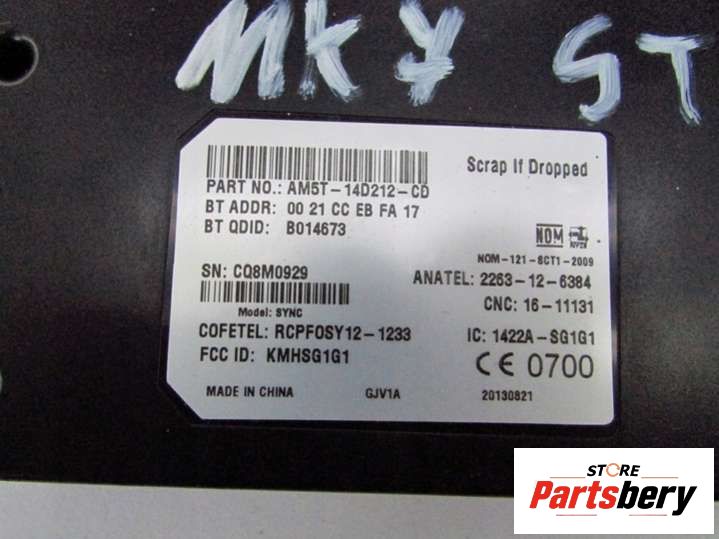 MK7 ST
Scrap If Dropped
PART NO.: AM5T-14D212-CD
BT ADDR: 00 21 CC EB FA 17
BT QDID: B014673
NOM
NOM-121-SCT1-2009
SN: CQ8M0929
ANATEL: 2263-12-6384
CNC: 16-11131
Model: SYNC
COFETEL: RCPFOSY12-1233
IC: 1422A-SG1G1
FCC ID: KMHSG1G1
CE 0700
MADE IN CHINA
GJV1A
20130821
STORE
Partsbery